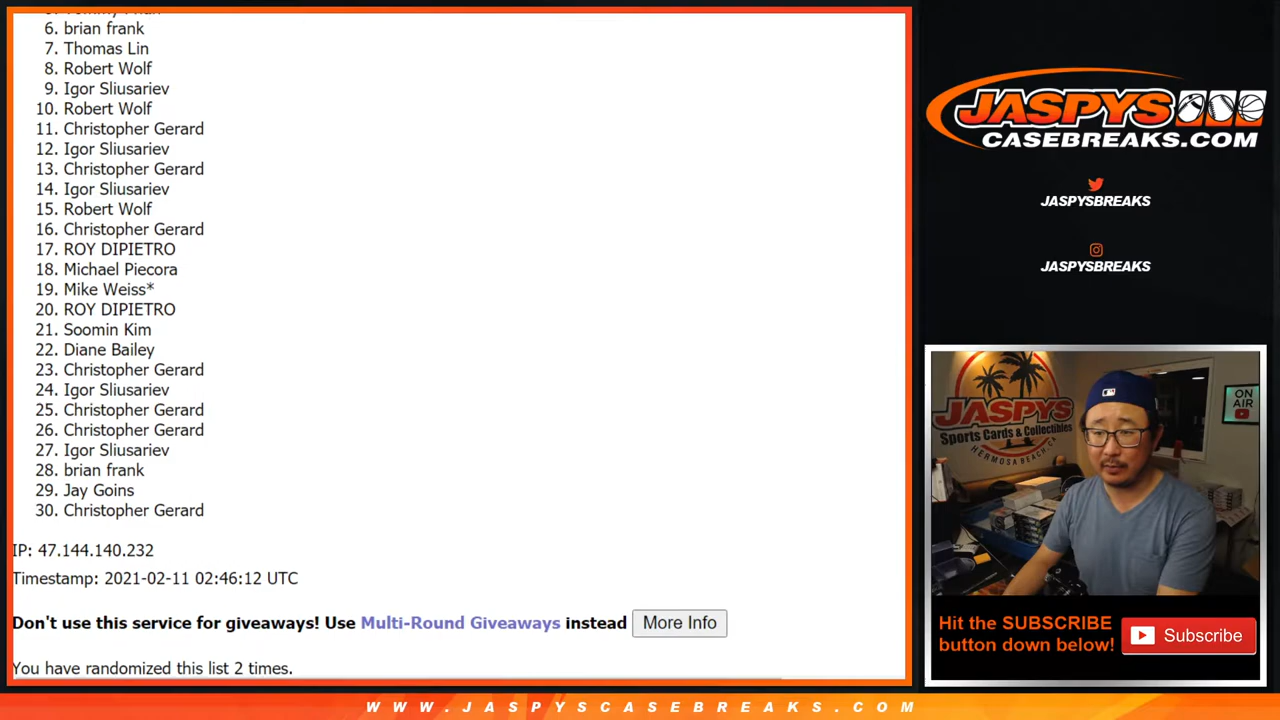 6. brian frank
7. Thomas Lin
8. Robert Wolf
9. Igor Sliusariev
10. Robert Wolf
11. Christopher Gerard
12. Igor Sliusariev
13. Christopher Gerard
14. Igor Sliusariev
15. Robert Wolf
16. Christopher Gerard
17. ROY DIPIETRO
18. Michael Piecora
19. Mike Weiss*
20. ROY DIPIETRO
21. Soomin Kim
22. Diane Bailey
23. Christopher Gerard
24. Igor Sliusariev
25. Christopher Gerard
26. Christopher Gerard
27. Igor Sliusariev
28. brian frank
29. Jay Goins
30. Christopher Gerard
IP: 47.144.140.232
Timestamp: 2021-02-11 02:46:12 UTC
Don't use this service for giveaways! Use Multi-Round Giveaways instead More Info
You have randomized this list 2 times.
JASPYS
CASEBREAKS.COM
JASPYSBREAKS
JASPYSBREAKS
JASPYS
Sports Cards & Collectibles
HERMOSA BEACH, CA
ON
AIR
Hit the SUBSCRIBE
button down below!
Subscribe
WWW.JASPYSCASEBREAKS.COM